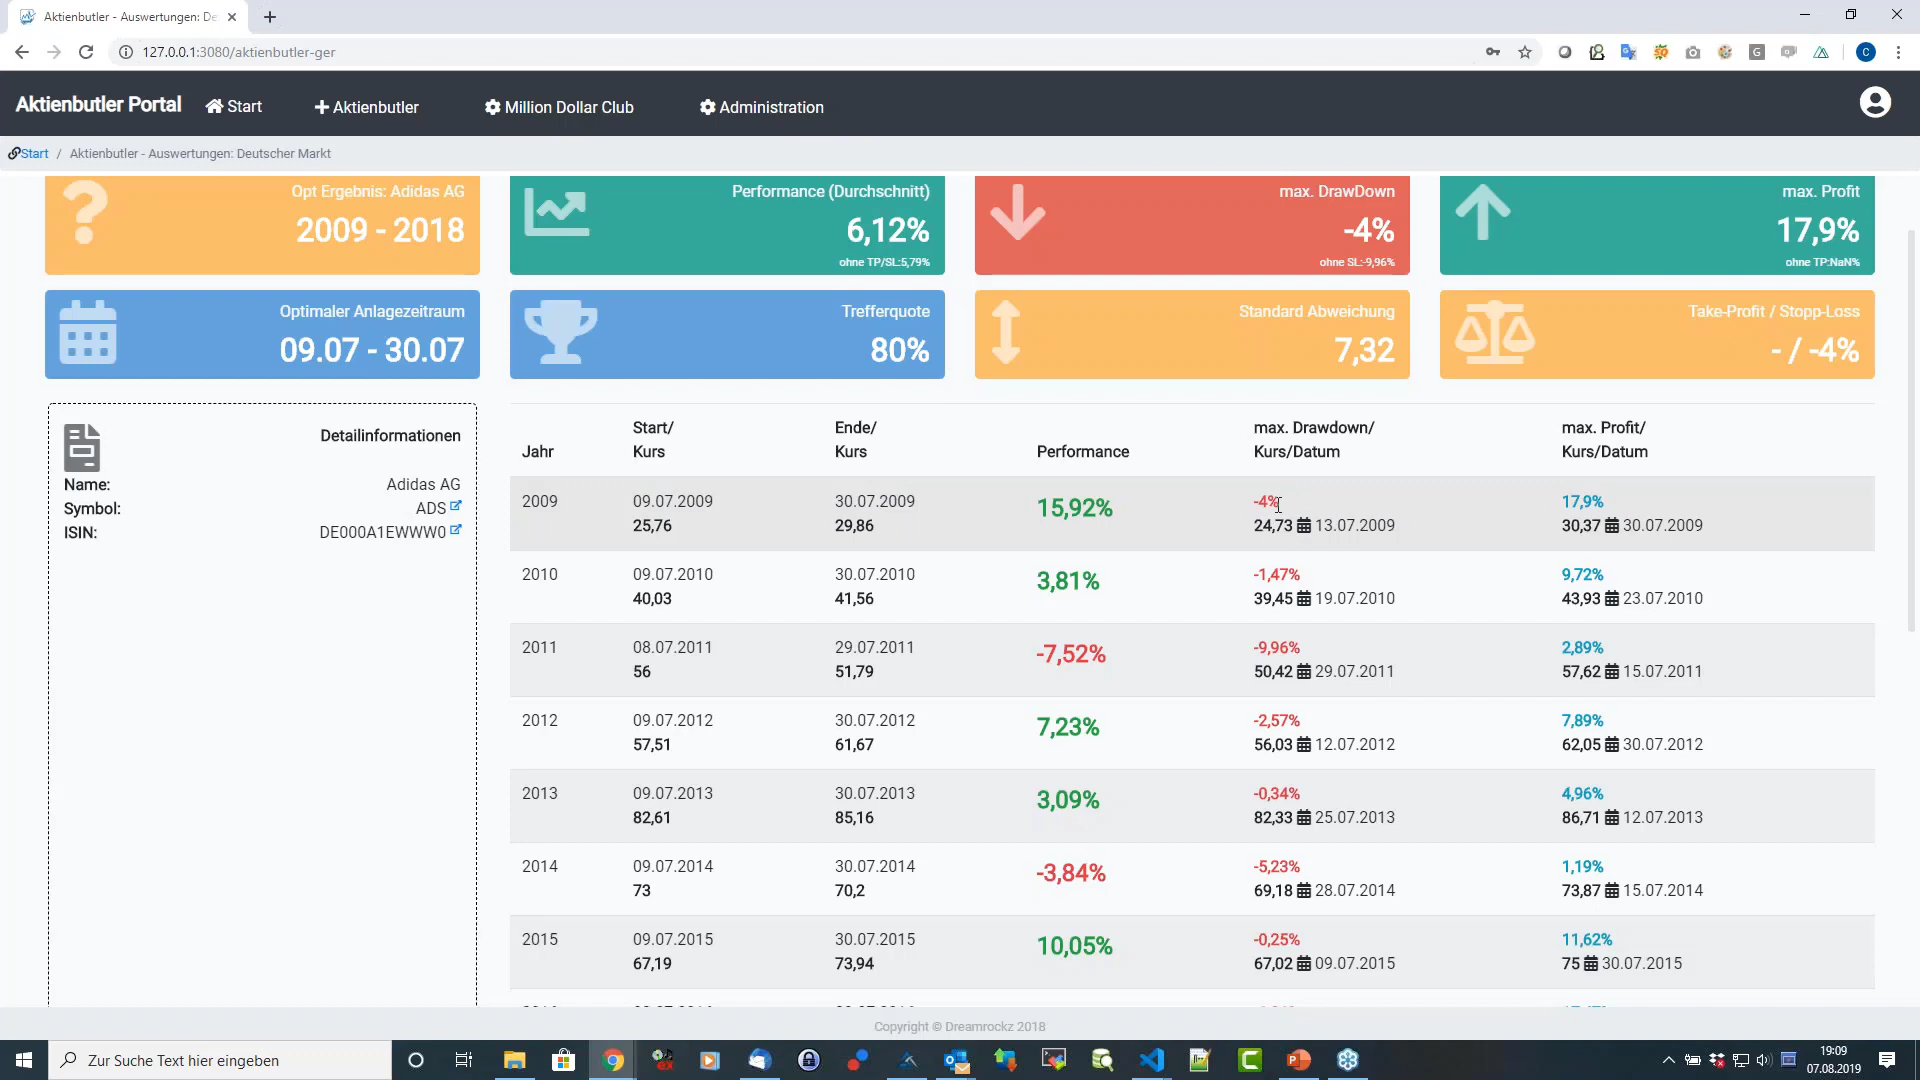 Aktienbutler - Auswertungen: De
127.0.0.1:3080/aktienbutler-ger
Aktienbutler Portal Start Aktienbutler Million Dollar Club Administration
Start / Aktienbutler - Auswertungen: Deutscher Markt
Opt Ergebnis: Adidas AG
2009 - 2018
Performance (Durchschnitt)
6,12%
ohne TP/SL:5,79%
max. DrawDown
-4%
ohne SL:-9,96%
max. Profit
17,9%
ohne TP:NaN%
Optimaler Anlagezeitraum
09.07 - 30.07
Trefferquote
80%
Standard Abweichung
7,32
Take-Profit / Stopp-Loss
- / -4%
Detailinformationen
Name: Adidas AG
Symbol: ADS
ISIN: DE000A1EWWW0
Jahr Start/ Kurs Ende/ Kurs Performance max. Drawdown/ Kurs/Datum max. Profit/ Kurs/Datum
2009 09.07.2009 30.07.2009 15,92% -4% 17,9%
25,76 29,86 24,73 13.07.2009 30,37 30.07.2009
2010 09.07.2010 30.07.2010 3,81% -1,47% 9,72%
40,03 41,56 39,45 19.07.2010 43,93 23.07.2010
2011 08.07.2011 29.07.2011 -7,52% -9,96% 2,89%
56 51,79 50,42 29.07.2011 57,62 15.07.2011
2012 09.07.2012 30.07.2012 7,23% -2,57% 7,89%
57,51 61,67 56,03 12.07.2012 62,05 30.07.2012
2013 09.07.2013 30.07.2013 3,09% -0,34% 4,96%
82,61 85,16 82,33 25.07.2013 86,71 12.07.2013
2014 09.07.2014 30.07.2014 -3,84% -5,23% 1,19%
73 70,2 69,18 28.07.2014 73,87 15.07.2014
2015 09.07.2015 30.07.2015 10,05% -0,25% 11,62%
67,19 73,94 67,02 09.07.2015 75 30.07.2015
Copyright © Dreamrockz 2018
Zur Suche Text hier eingeben
19:09
07.08.2019